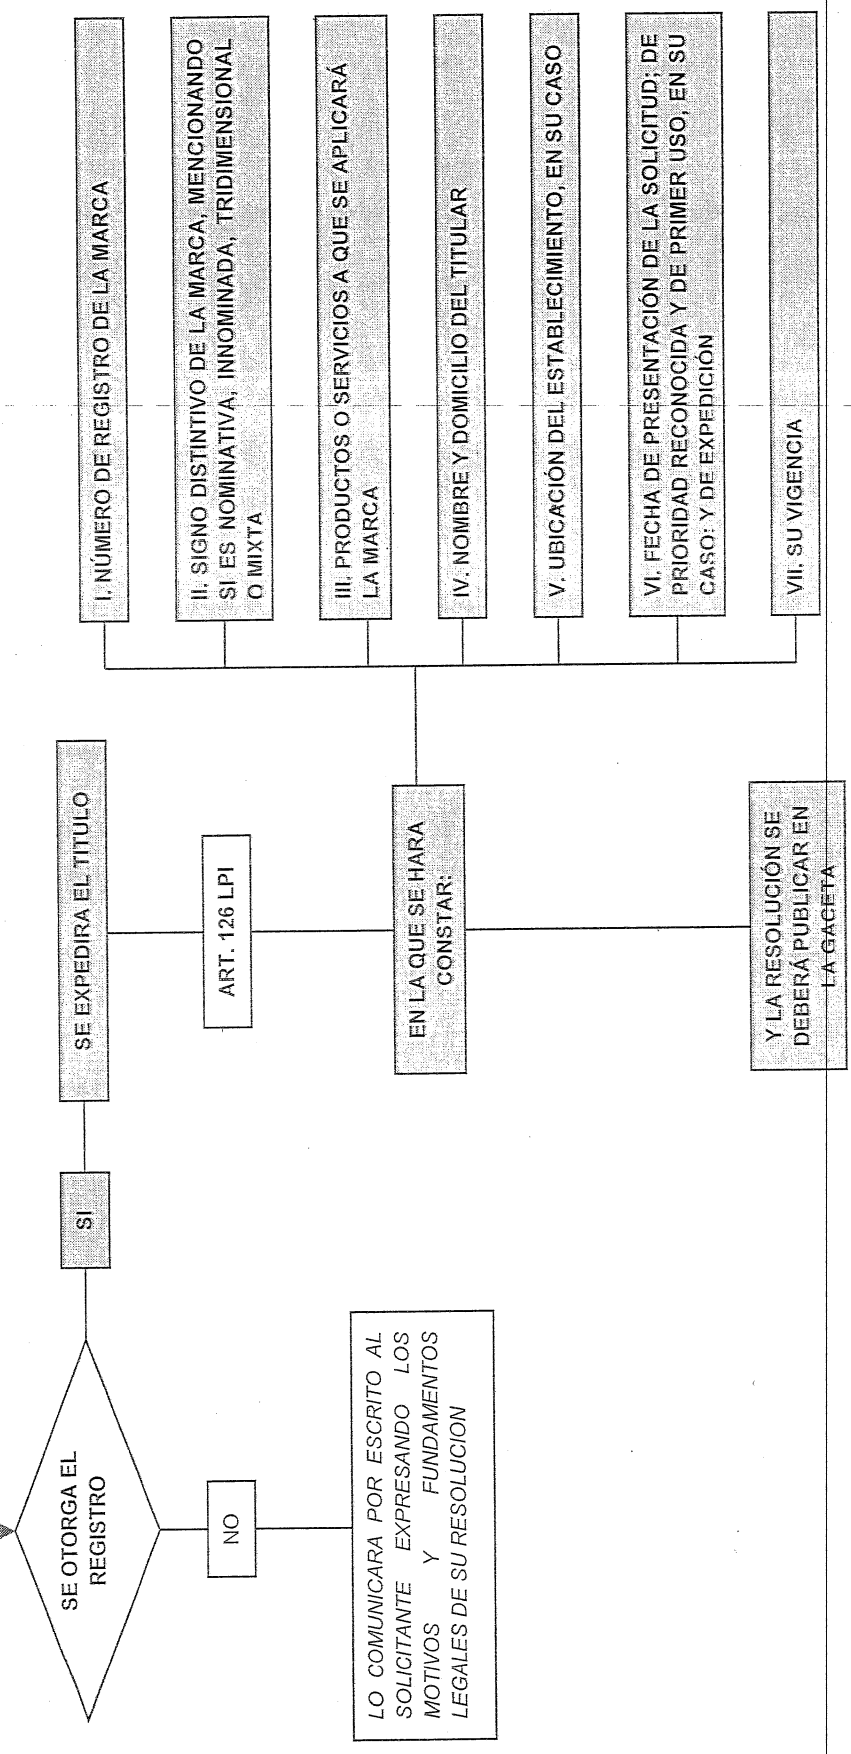 SE OTORGA EL
REGISTRO
SI
SE EXPEDIRA EL TITULO
ART. 126 LPI
EN LA QUE SE HARA
CONSTAR:
Y LA RESOLUCIÓN SE
DEBERÁ PUBLICAR EN
LA GACETA
I. NÚMERO DE REGISTRO DE LA MARCA
II. SIGNO DISTINTIVO DE LA MARCA, MENCIONANDO
SI ES NOMINATIVA, INNOMINADA, TRIDIMENSIONAL
O MIXTA
III. PRODUCTOS O SERVICIOS A QUE SE APLICARÁ
LA MARCA
IV. NOMBRE Y DOMICILIO DEL TITULAR
V. UBICACIÓN DEL ESTABLECIMIENTO, EN SU CASO
VI. FECHA DE PRESENTACIÓN DE LA SOLICITUD; DE
PRIORIDAD RECONOCIDA Y DE PRIMER USO, EN SU
CASO; Y DE EXPEDICIÓN
VII. SU VIGENCIA
NO
LO COMUNICARA POR ESCRITO AL
SOLICITANTE EXPRESANDO LOS
MOTIVOS Y FUNDAMENTOS
LEGALES DE SU RESOLUCION